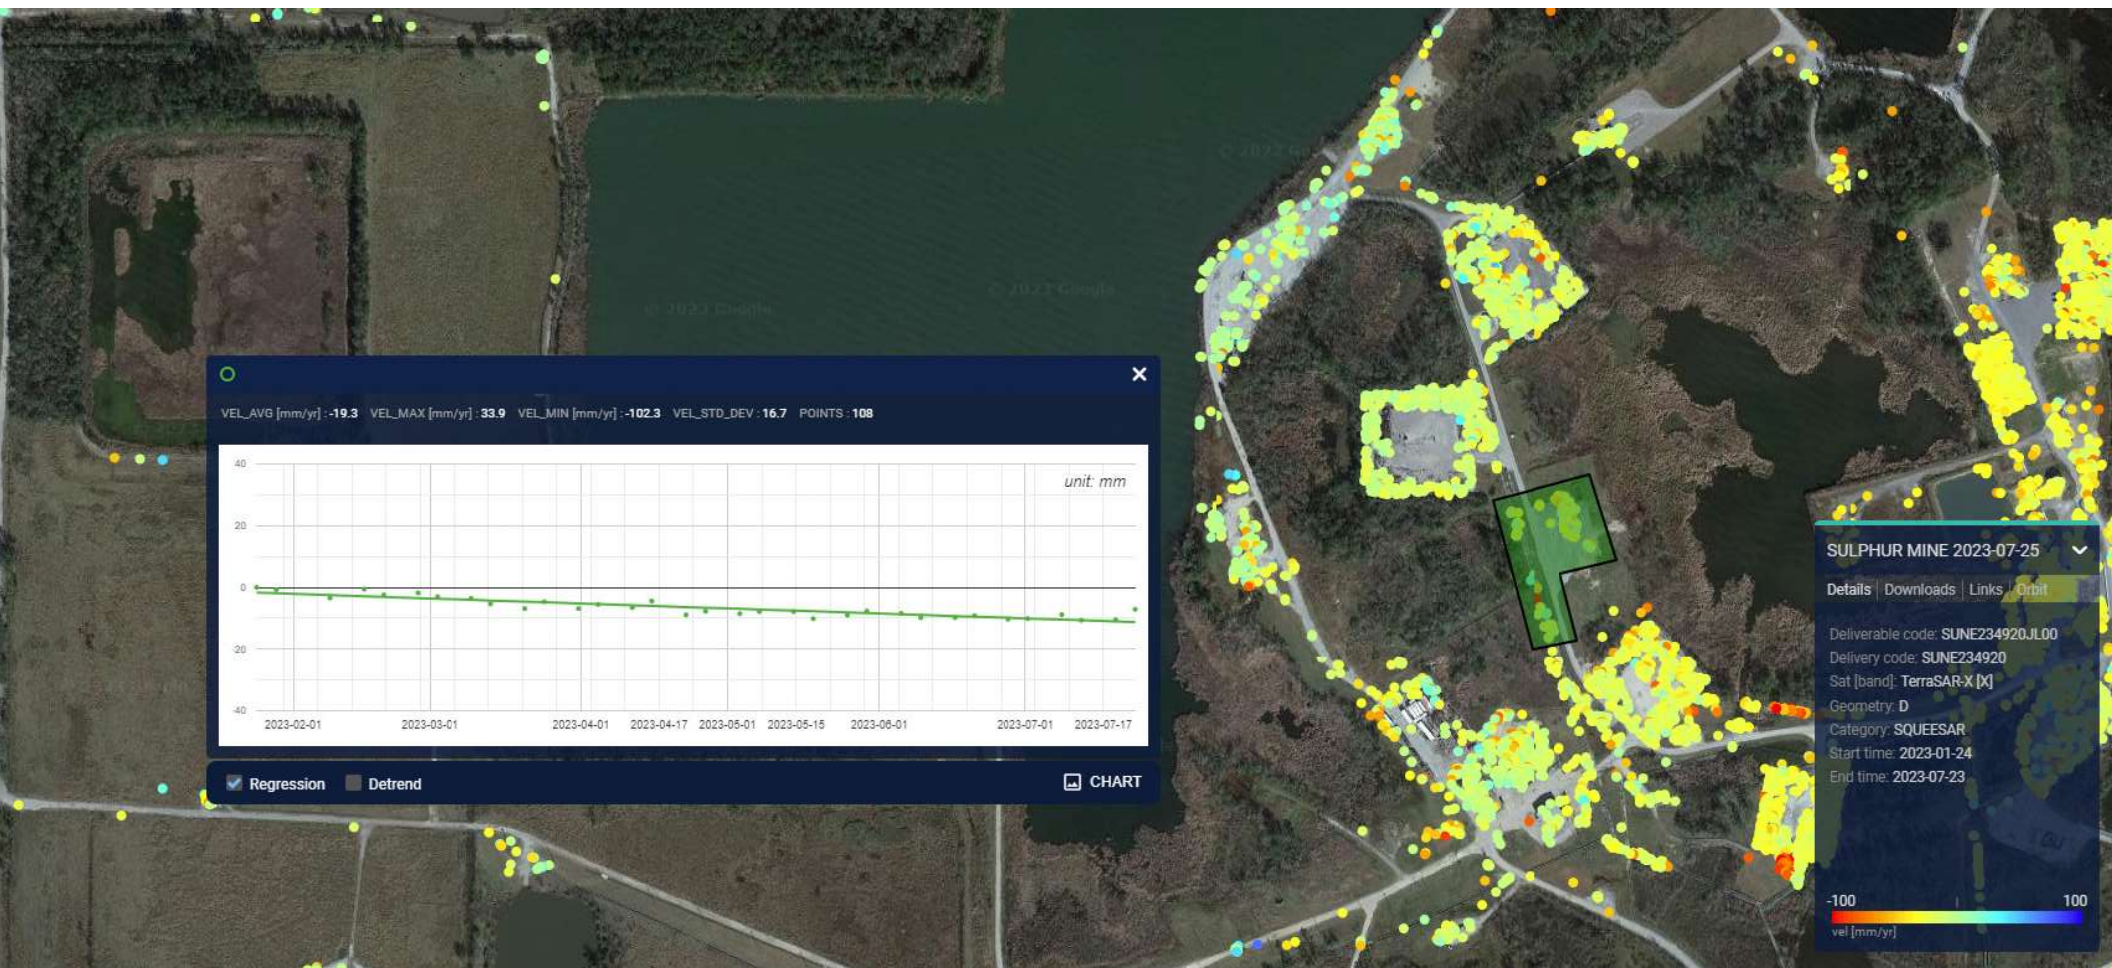 © 2023 Google
© 2023 Google
VEL_AVG [mm/yr] : -19.3 VEL_MAX [mm/yr] : 33.9 VEL_MIN [mm/yr] : -102.3 VEL_STD_DEV : 16.7 POINTS : 108
unit: mm
40
20
0
-20
-40
2023-02-01 2023-03-01 2023-04-01 2023-04-17 2023-05-01 2023-05-15 2023-06-01 2023-07-01 2023-07-17
Regression Detrend CHART
SULPHUR MINE 2023-07-25
Details | Downloads | Links | Orbit
Deliverable code: SUNE234920JL00
Delivery code: SUNE234920
Sat [band]: TerraSAR-X [X]
Geometry: D
Category: SQUEESAR
Start time: 2023-01-24
End time: 2023-07-23
-100 100
vel [mm/yr]